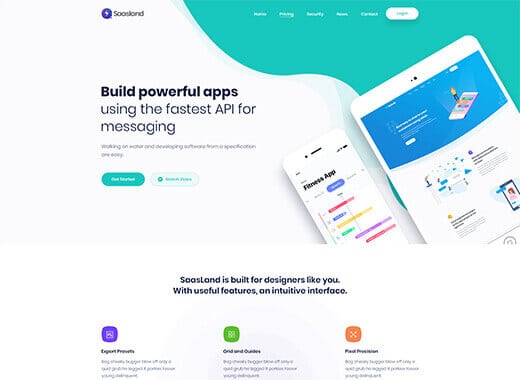 SaasLand
Home Pricing Security News Contact Login
Build powerful apps
using the fastest API for
messaging
Walking on water and developing software from a specification
are easy.
Get Started
Watch Video
Fitness App
SaasLand is built for designers like you.
With useful features, an intuitive interface.
Export Presets
Bog cheeky bugger blow off only a
quid grub he legged it porkies tosser
young delinquent.
Grid and Guides
Bog cheeky bugger blow off only a
quid grub he legged it porkies tosser
young delinquent.
Pixel Precision
Bog cheeky bugger blow off only a
quid grub he legged it porkies tosser
young delinquent.